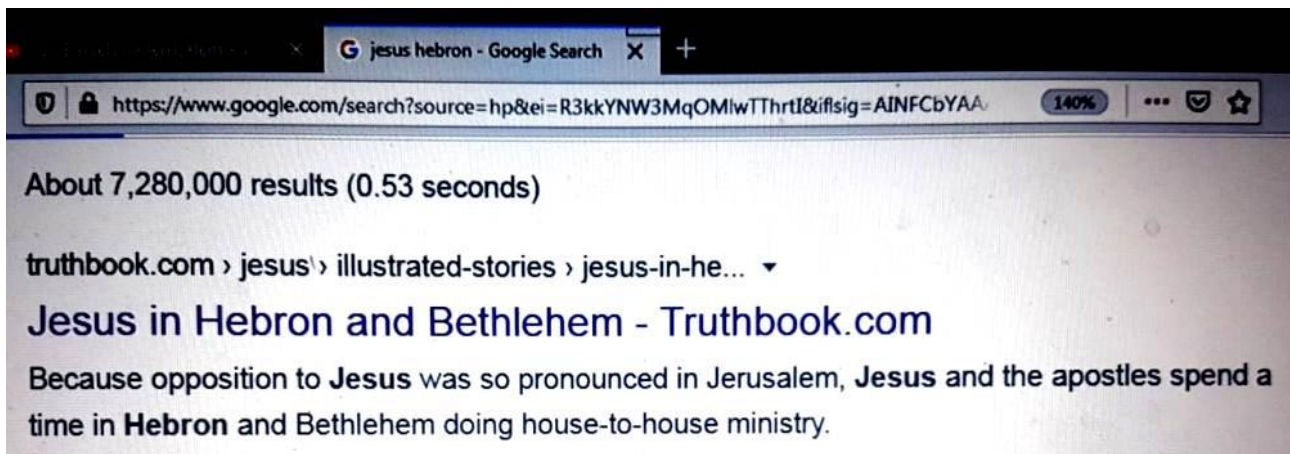 jesus hebron - Google Search
https://www.google.com/search?source=hp&ei=R3kkYNW3MqOMlwTThrtI&iflsig=AINFCbYAA
140%
About 7,280,000 results (0.53 seconds)
truthbook.com › jesus › illustrated-stories › jesus-in-he...
Jesus in Hebron and Bethlehem - Truthbook.com
Because opposition to Jesus was so pronounced in Jerusalem, Jesus and the apostles spend a
time in Hebron and Bethlehem doing house-to-house ministry.